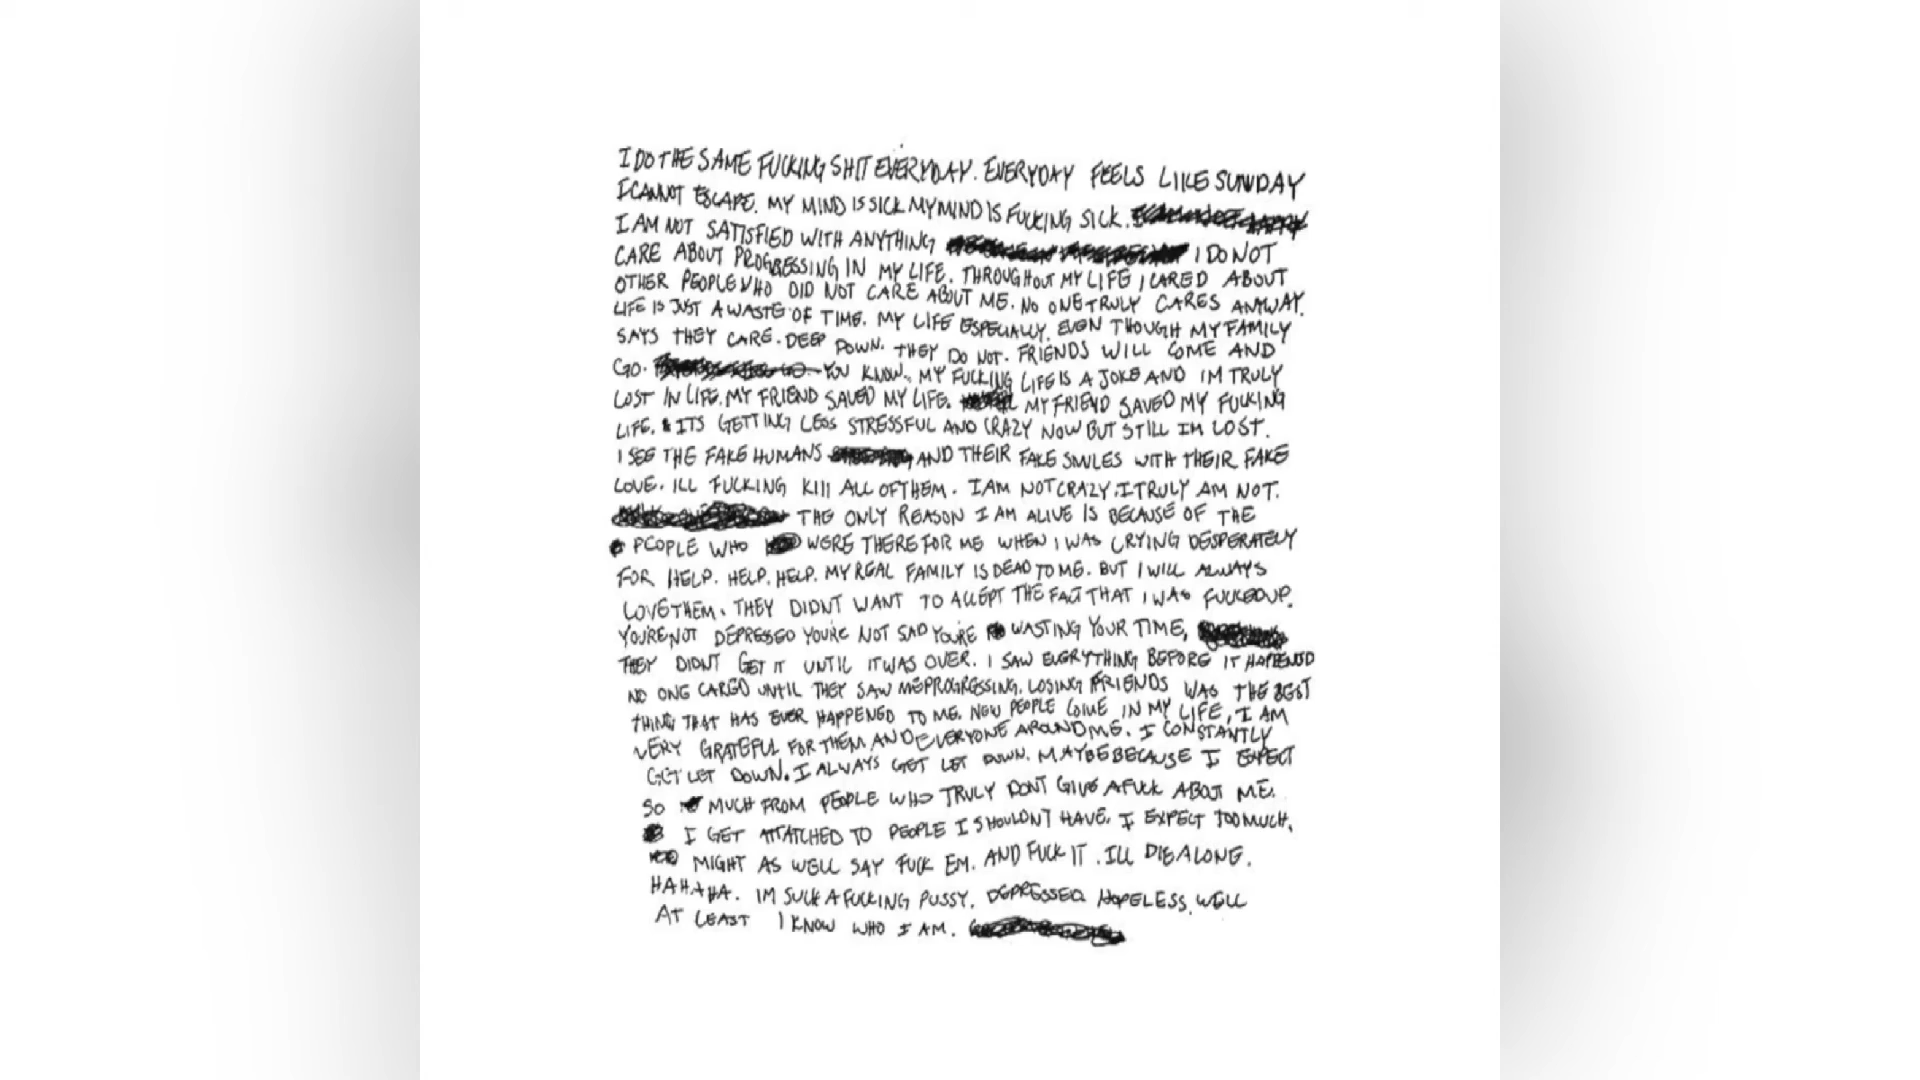 I DO THE SAME FUCKING SHIT EVERYDAY. EVERYDAY FEELS LIKE SUNDAY
I CANNOT ESCAPE. MY MIND IS SICK MY MIND IS FUCKING SICK. I
I AM NOT SATISFIED WITH ANYTHING I DO NOT
CARE ABOUT PROGRESSING IN MY LIFE. THROUGHOUT MY LIFE I CARED ABOUT
OTHER PEOPLE WHO DID NOT CARE ABOUT ME. NO ONE TRULY CARES ANYWAY.
LIFE IS JUST A WASTE OF TIME. MY LIFE ESPECIALLY. EVEN THOUGH MY FAMILY
SAYS THEY CARE. DEEP DOWN. THEY DO NOT. FRIENDS WILL COME AND
GO. YOU KNOW. MY FUCKING LIFE IS A JOKE AND IM TRULY
LOST IN LIFE. MY FRIEND SAVED MY LIFE. MY FRIEND SAVED MY FUCKING
LIFE. ITS GETTING LESS STRESSFUL AND CRAZY NOW BUT STILL IM LOST.
I SEE THE FAKE HUMANS AND THEIR FAKE SMILES WITH THEIR FAKE
LOVE. ILL FUCKING KIll ALL OF THEM. I AM NOT CRAZY. I TRULY AM NOT.
THE ONLY REASON I AM ALIVE IS BECAUSE OF THE
PEOPLE WHO WERE THERE FOR ME WHEN I WAS CRYING DESPERATELY
FOR HELP. HELP. HELP. MY REAL FAMILY IS DEAD TO ME. BUT I WILL ALWAYS
LOVE THEM. THEY DIDNT WANT TO ACCEPT THE FACT THAT I WAS FUCKED UP.
YOU'RE NOT DEPRESSED YOU'RE NOT SAD YOU'RE WASTING YOUR TIME,
THEY DIDNT GET IT UNTIL IT WAS OVER. I SAW EVERYTHING BEFORE IT HAPPENED
NO ONE CARED UNTIL THEY SAW ME PROGRESSING. LOSING FRIENDS WAS THE BEST
THING THAT HAS EVER HAPPENED TO ME. NEW PEOPLE COME IN MY LIFE, I AM
VERY GRATEFUL FOR THEM AND EVERYONE AROUND ME. I CONSTANTLY
GET LET DOWN. I ALWAYS GET LET DOWN. MAYBE BECAUSE I EXPECT
SO MUCH FROM PEOPLE WHO TRULY DONT GIVE A FUCK ABOUT ME.
I GET ATTATCHED TO PEOPLE I SHOULDN'T HAVE. I EXPECT TOO MUCH.
MIGHT AS WELL SAY FUCK EM. AND FUCK IT. ILL DIE ALONE.
HAHAHA. IM SUCH A FUCKING PUSSY. DEPRESSED. HOPELESS. WELL
AT LEAST I KNOW WHO I AM.